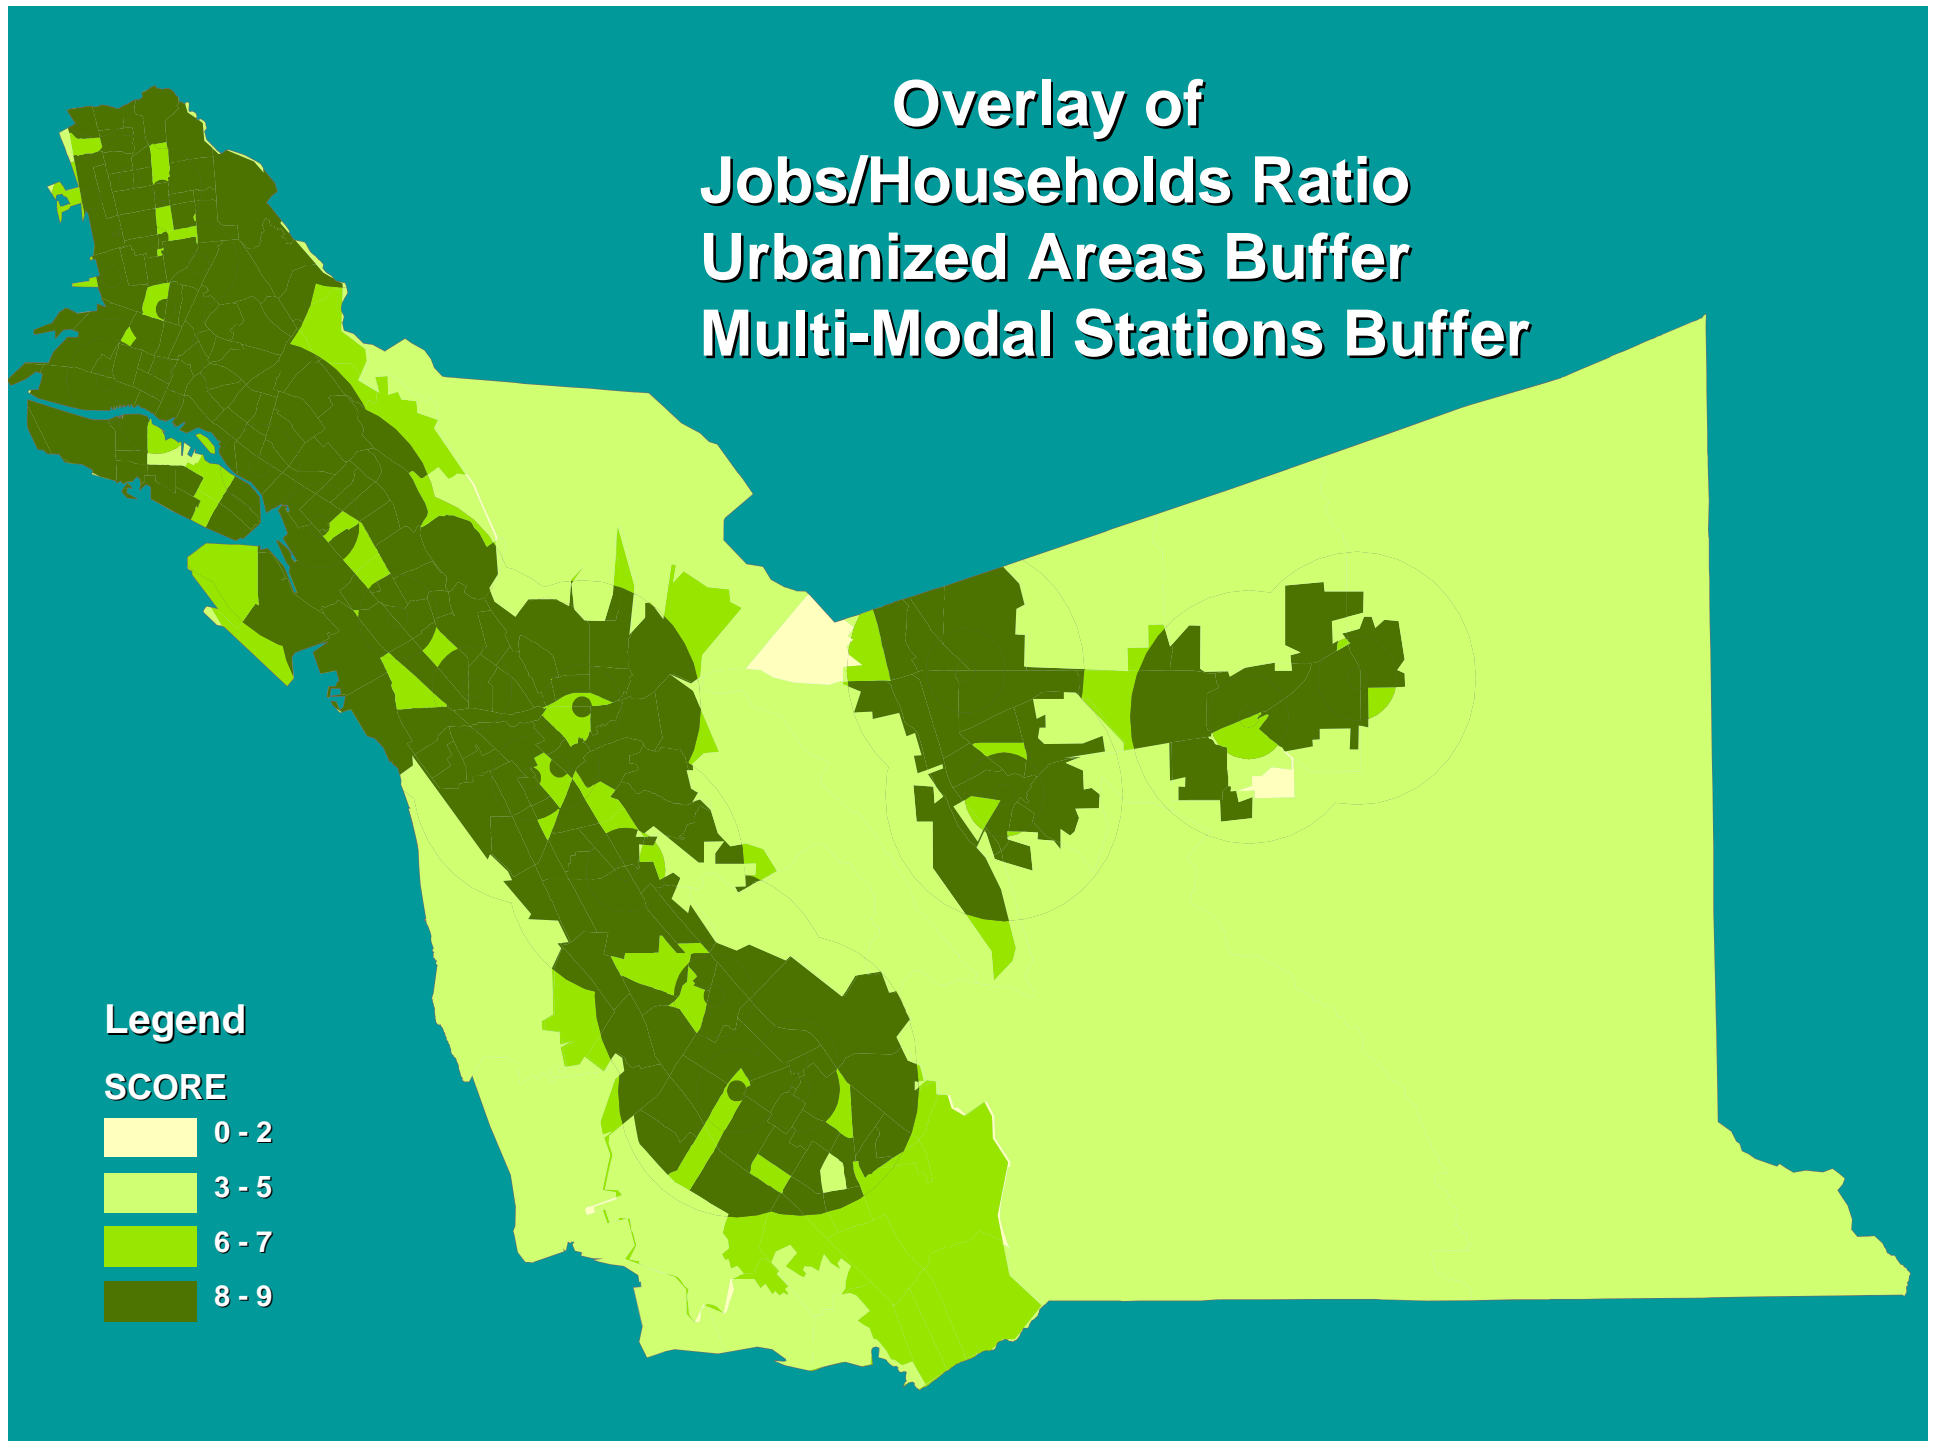 Overlay of
Jobs/Households Ratio
Urbanized Areas Buffer
Multi-Modal Stations Buffer
Legend
SCORE
0 - 2
3 - 5
6 - 7
8 - 9